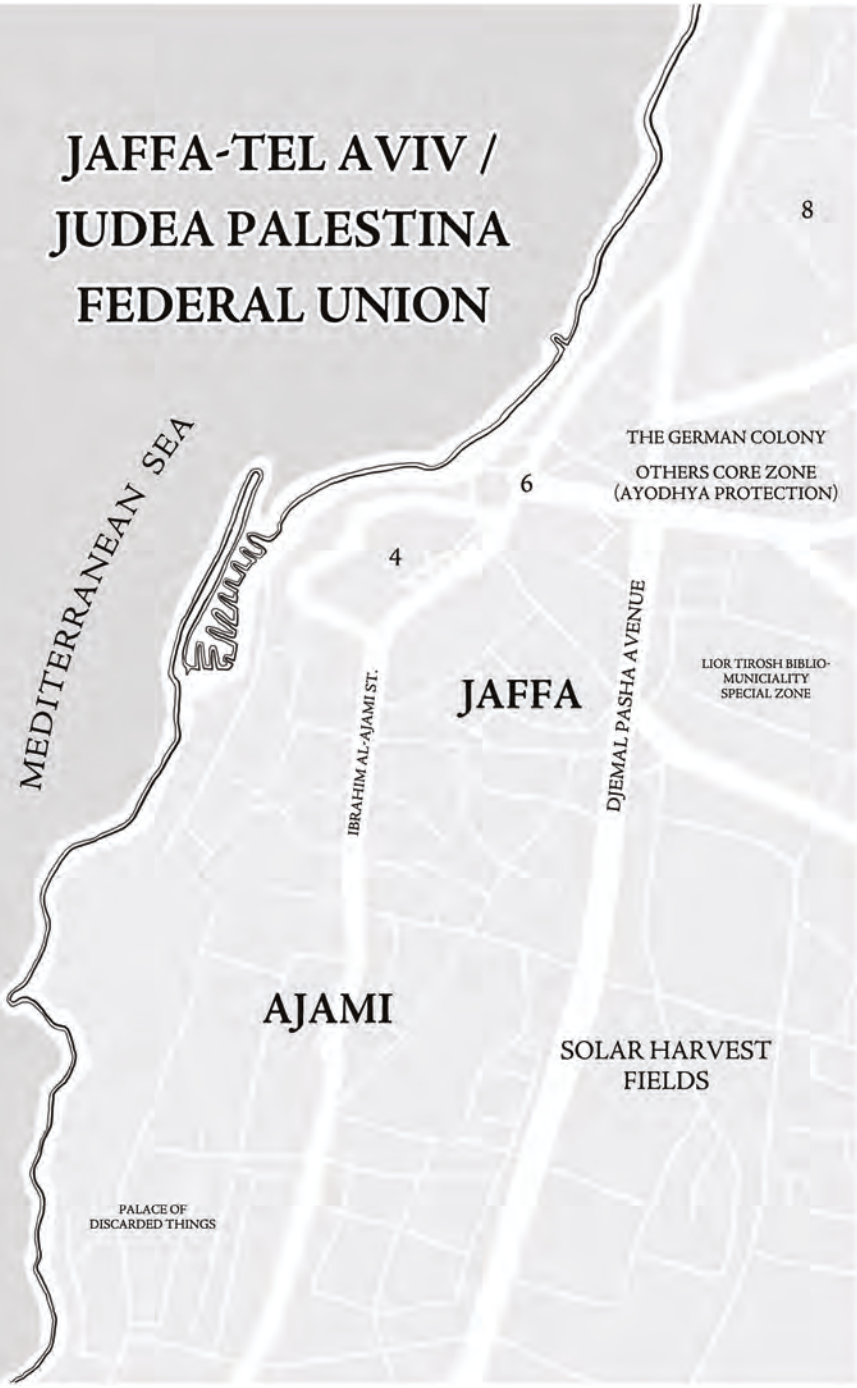 JAFFA-TEL AVIV /
JUDEA PALESTINA
FEDERAL UNION
8
MEDITERRANEAN SEA
THE GERMAN COLONY
OTHERS CORE ZONE
(AYODHYA PROTECTION)
6
4
DJEMAL PASHA AVENUE
LIOR TIROSH BIBLIO-
MUNICIALITY
SPECIAL ZONE
IBRAHIM AL-AJAMI ST.
JAFFA
AJAMI
SOLAR HARVEST
FIELDS
PALACE OF
DISCARDED THINGS